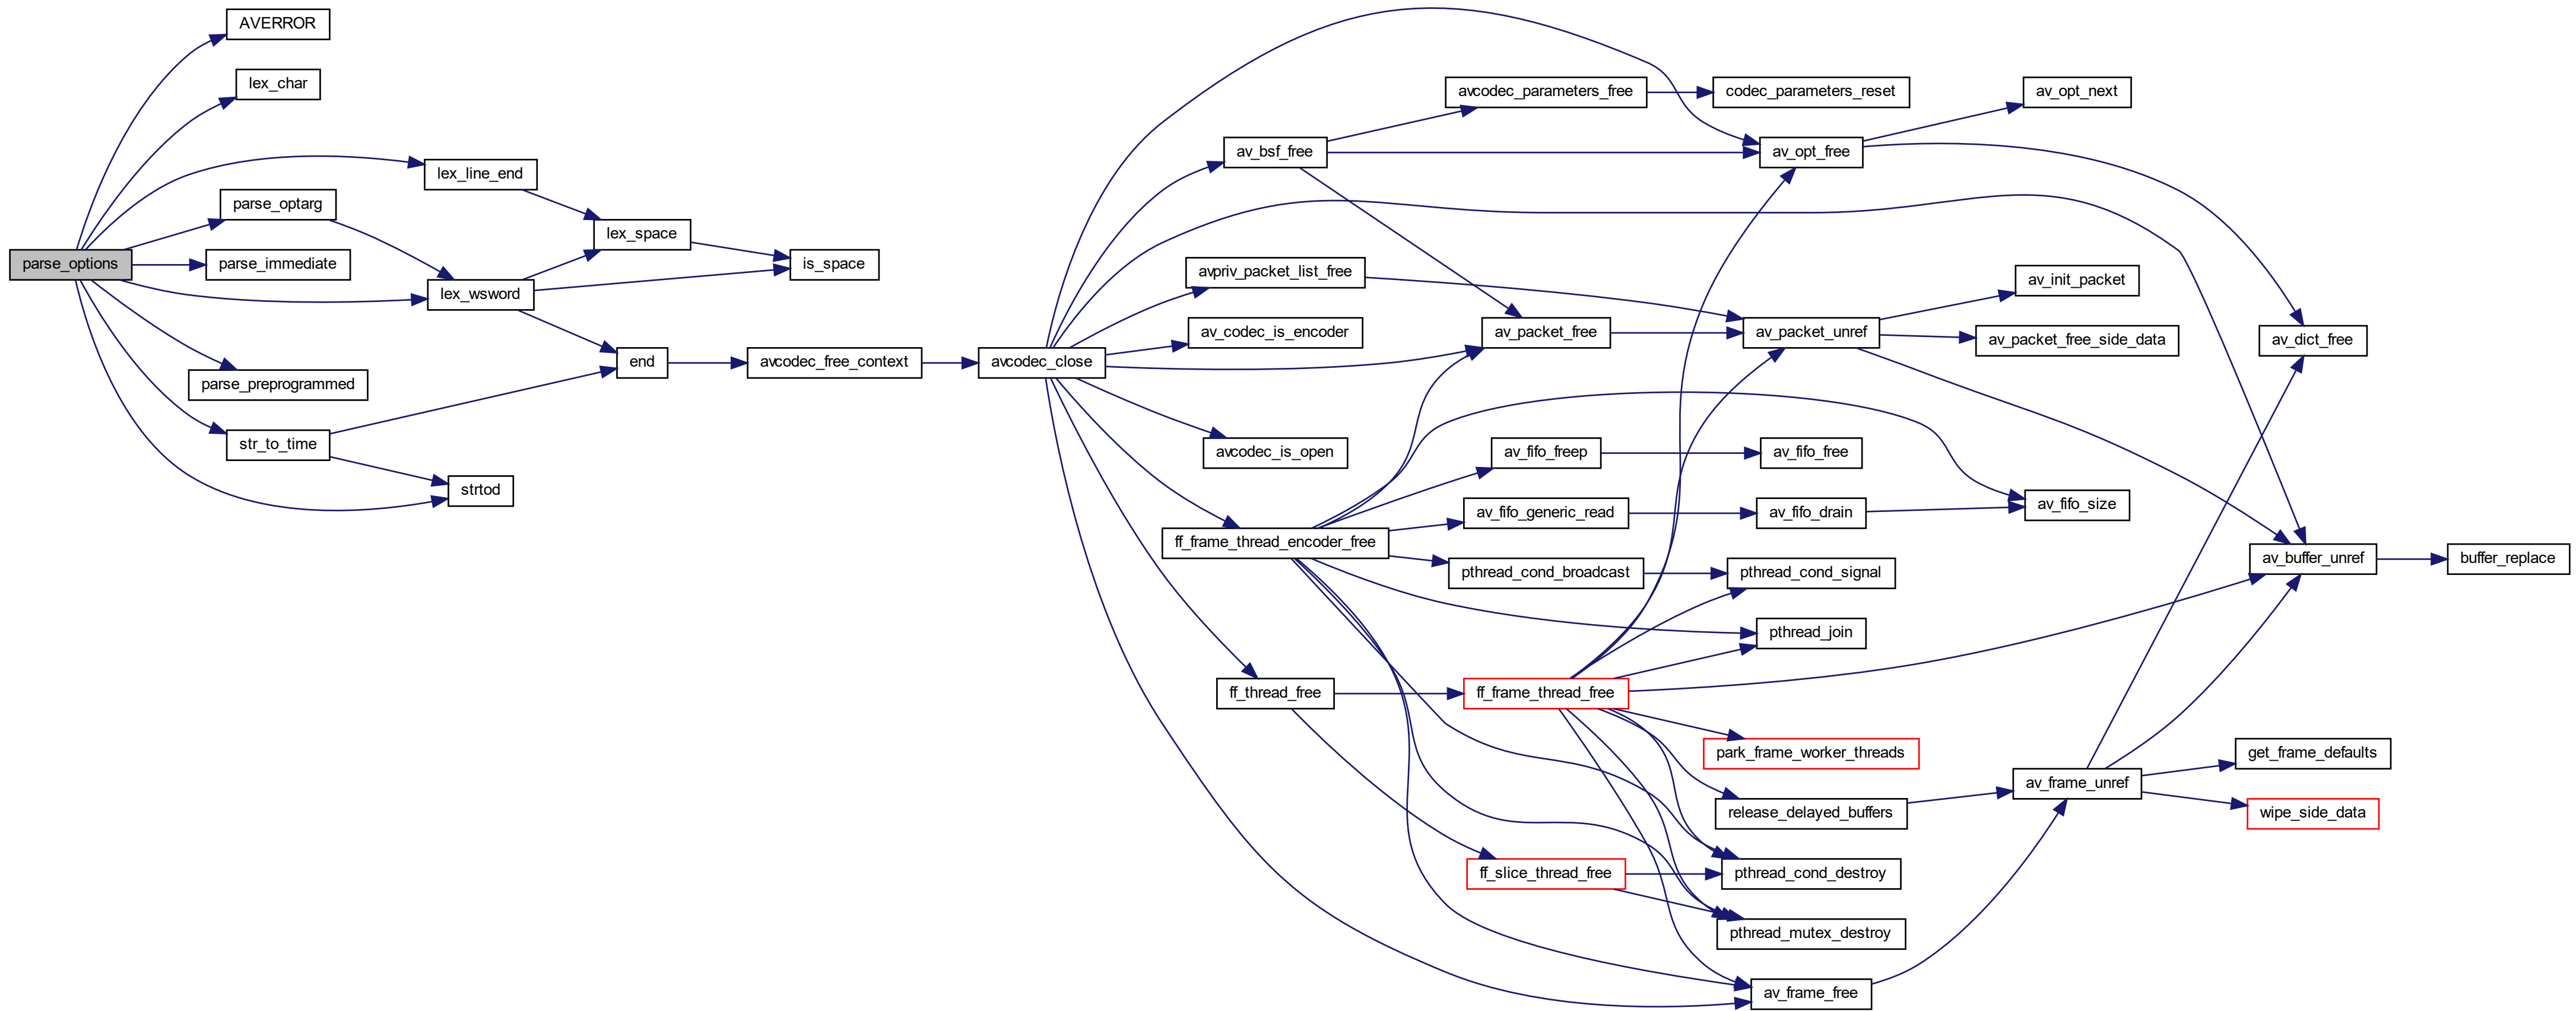 AVERROR
lex_char
lex_line_end
parse_optarg
parse_options
parse_immediate
lex_wsword
parse_preprogrammed
str_to_time
strtod
lex_space
is_space
end
avcodec_free_context
avcodec_close
av_bsf_free
avcodec_parameters_free
codec_parameters_reset
av_opt_free
av_opt_next
avpriv_packet_list_free
av_codec_is_encoder
av_packet_free
av_packet_unref
av_init_packet
av_packet_free_side_data
av_dict_free
avcodec_is_open
av_fifo_freep
av_fifo_free
ff_frame_thread_encoder_free
av_fifo_generic_read
av_fifo_drain
av_fifo_size
pthread_cond_broadcast
pthread_cond_signal
av_buffer_unref
buffer_replace
pthread_join
ff_thread_free
ff_frame_thread_free
park_frame_worker_threads
release_delayed_buffers
av_frame_unref
get_frame_defaults
wipe_side_data
ff_slice_thread_free
pthread_cond_destroy
pthread_mutex_destroy
av_frame_free